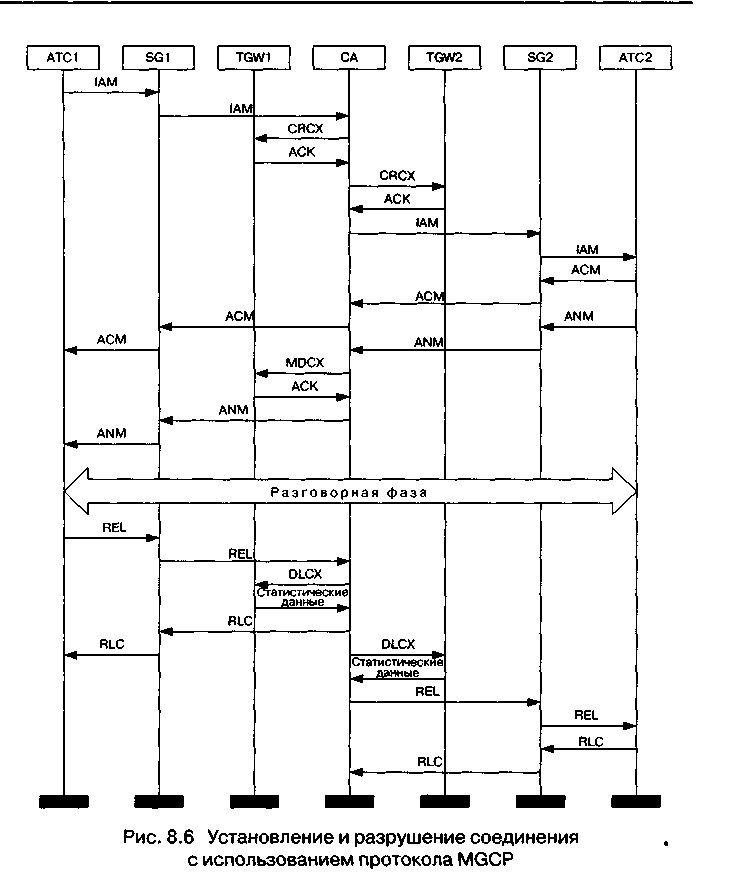 АТС1 SG1 TGW1 CA TGW2 SG2 АТС2
IAM
IAM
CRCX
ACK
CRCX
ACK
IAM
IAM
ACM
ACM
ACM ANM
ACM ANM
MDCX
ACK
ANM
ANM
Разговорная фаза
REL
REL
DLCX
Статистические
данные
RLC
RLC DLCX
Статистические
данные
REL
REL
RLC
RLC
Рис. 8.6 Установление и разрушение соединения
с использованием протокола MGCP